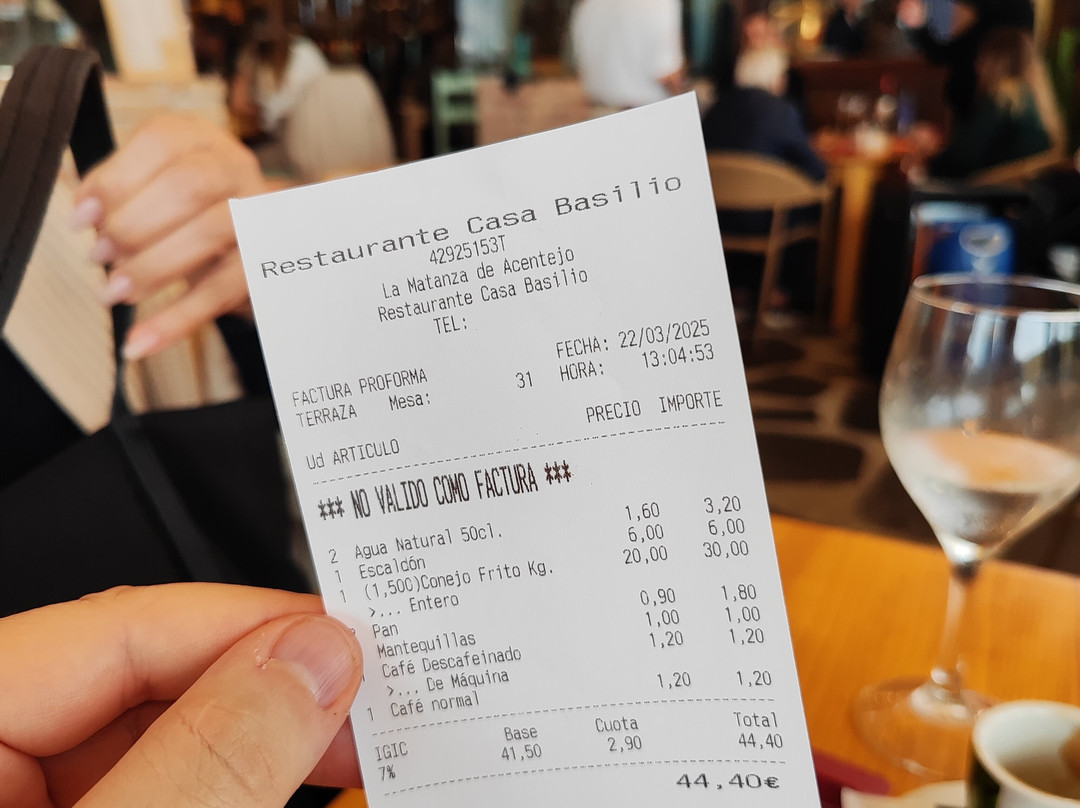 Restaurante Casa Basilio
42925153T
La Matanza de Acentejo
Restaurante Casa Basilio
TEL:
FECHA: 22/03/2025
FACTURA PROFORMA HORA: 13:04:53
TERRAZA Mesa: 31
Ud ARTICULO PRECIO IMPORTE
*** NO VALIDO COMO FACTURA ***
2 Agua Natural 50cl. 1,60 3,20
1 Escaldón 6,00 6,00
1 (1,500)Conejo Frito Kg. 20,00 30,00
>... Entero
Pan 0,90 1,80
Mantequillas 1,00 1,00
Café Descafeinado 1,20 1,20
>... De Máquina
1 Café normal 1,20 1,20
Base Cuota Total
IGIC 41,50 2,90 44,40
7%
44,40€